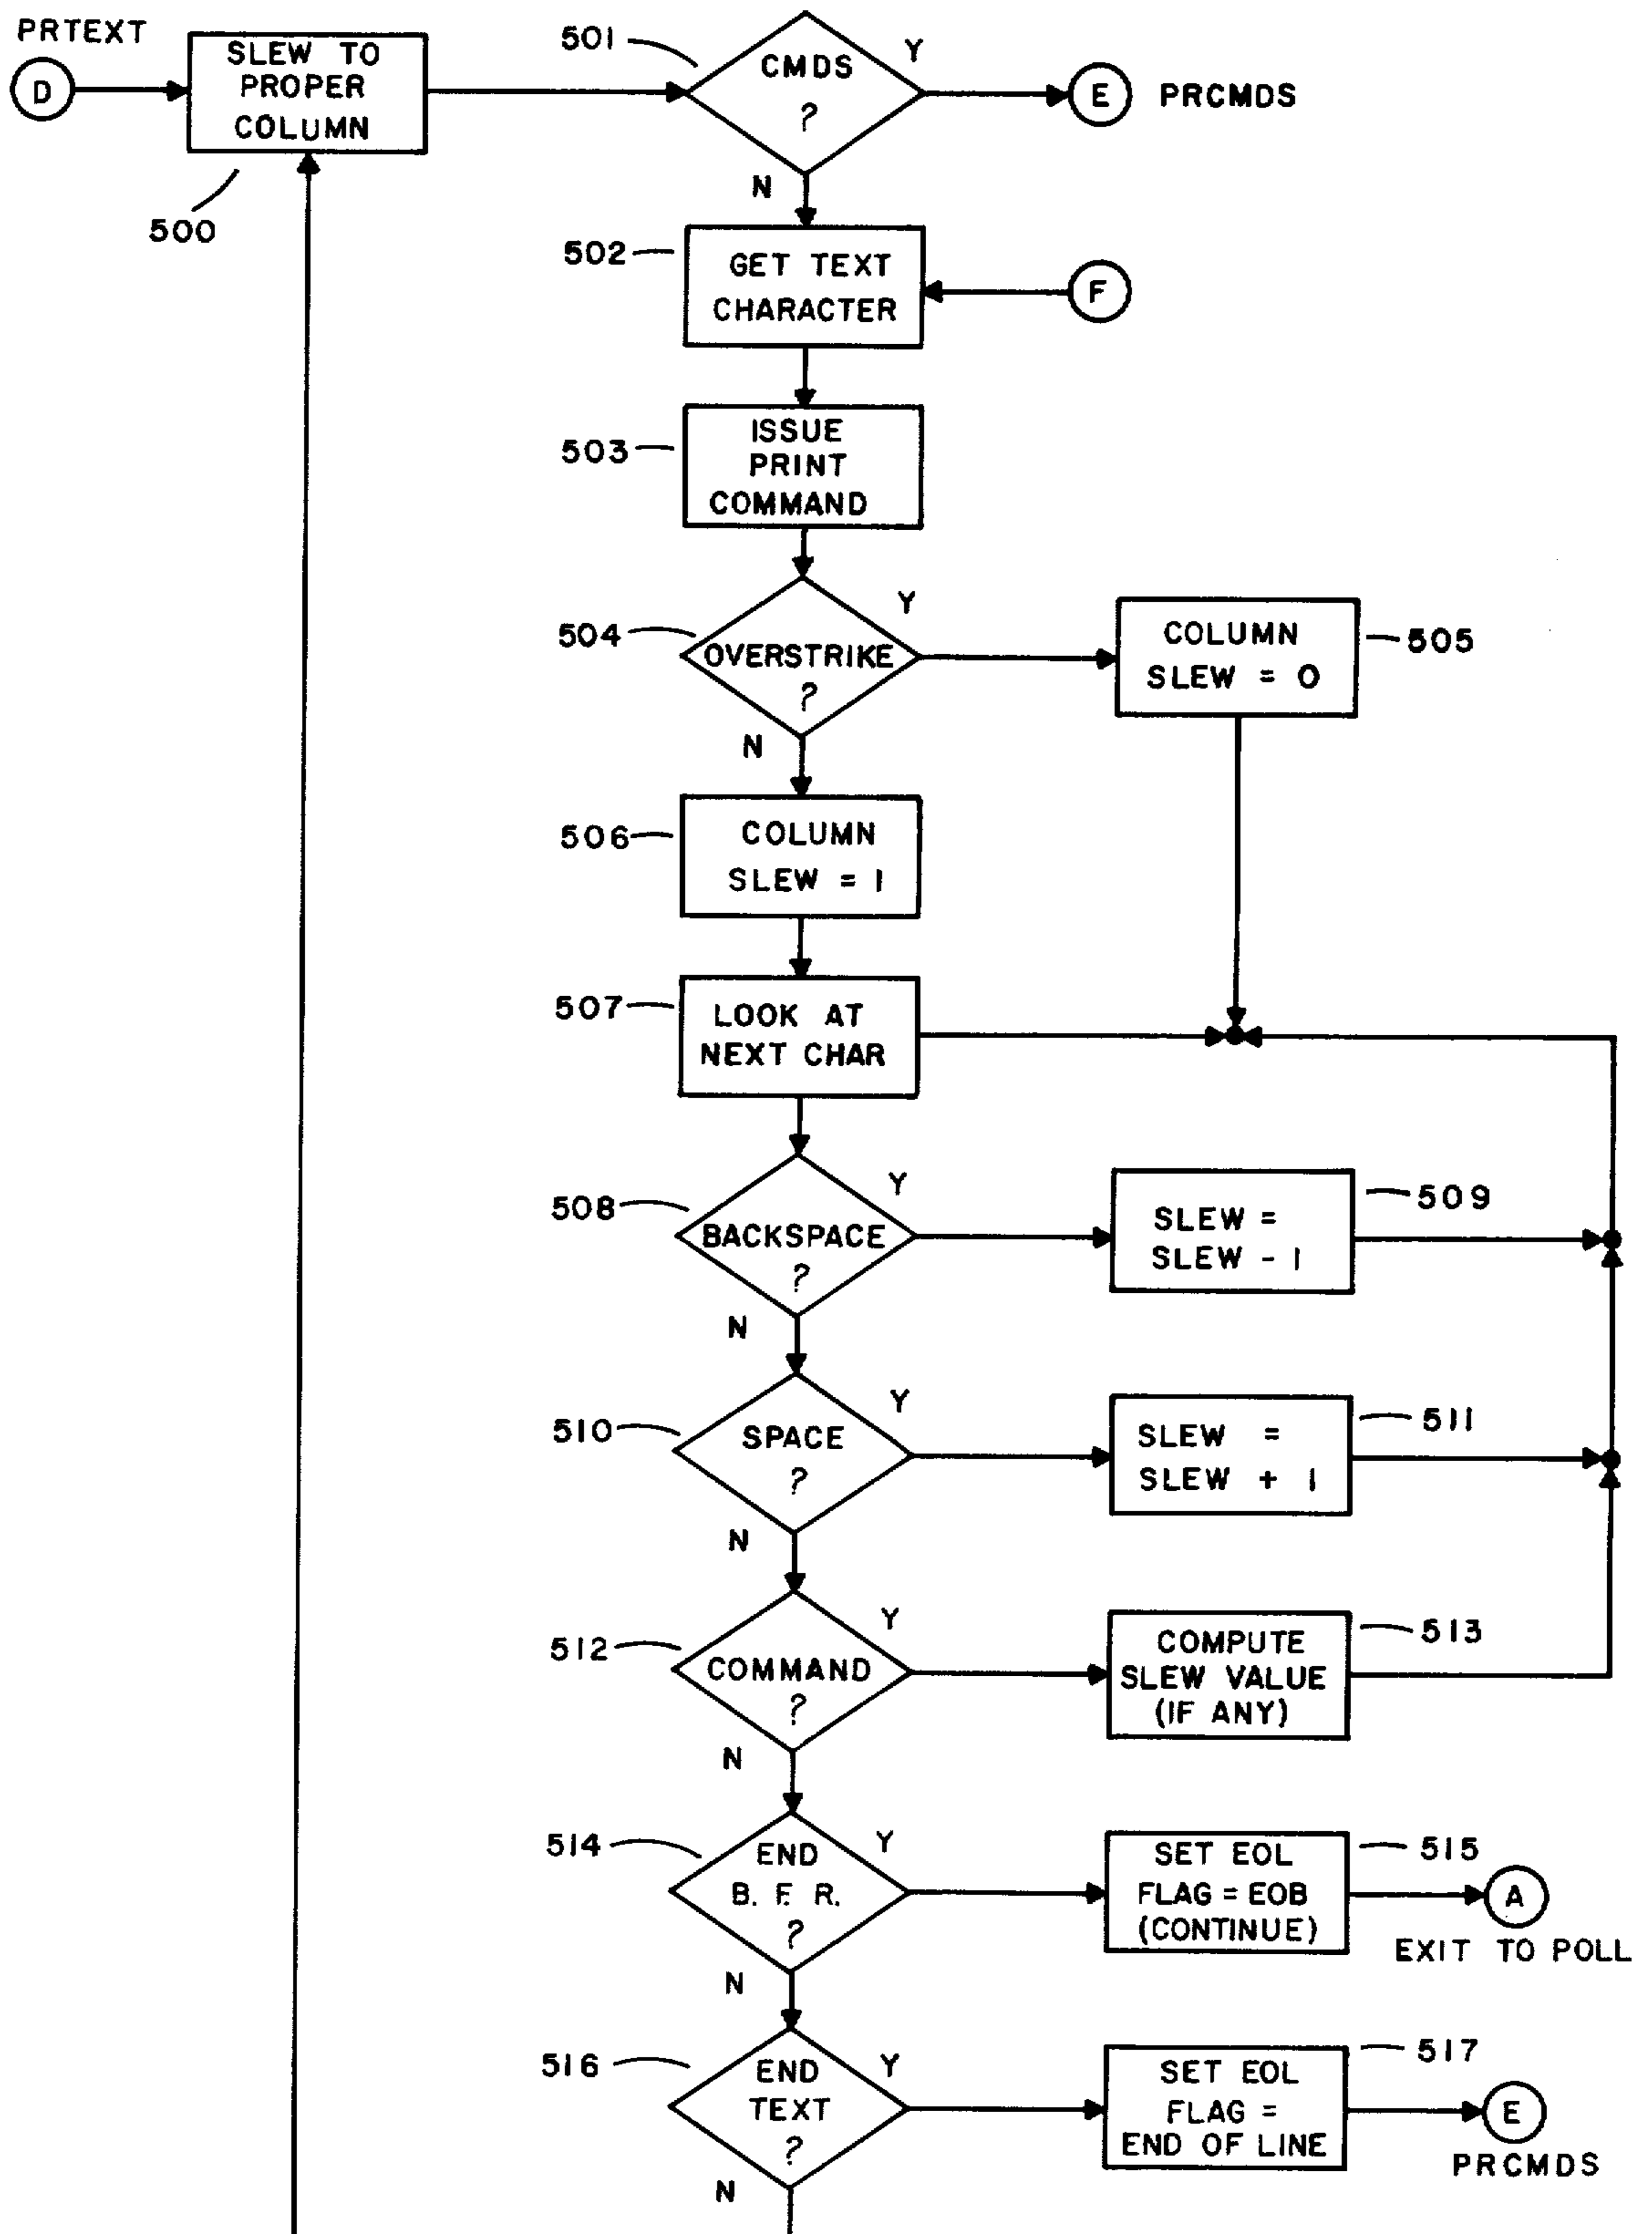 PRTEXT
D
SLEW TO
PROPER
COLUMN
500
501
CMDS
?
Y
N
E
PRCMDS
502
GET TEXT
CHARACTER
F
503
ISSUE
PRINT
COMMAND
504
OVERSTRIKE
?
Y
N
COLUMN
SLEW = 0
505
506
COLUMN
SLEW = 1
507
LOOK AT
NEXT CHAR
508
BACKSPACE
?
Y
N
SLEW =
SLEW - 1
509
510
SPACE
?
Y
N
SLEW =
SLEW + 1
511
512
COMMAND
?
Y
N
COMPUTE
SLEW VALUE
(IF ANY)
513
514
END
B. F. R.
?
Y
N
SET EOL
FLAG = EOB
(CONTINUE)
515
A
EXIT TO POLL
516
END
TEXT
?
Y
N
SET EOL
FLAG =
END OF LINE
517
E
PRCMDS